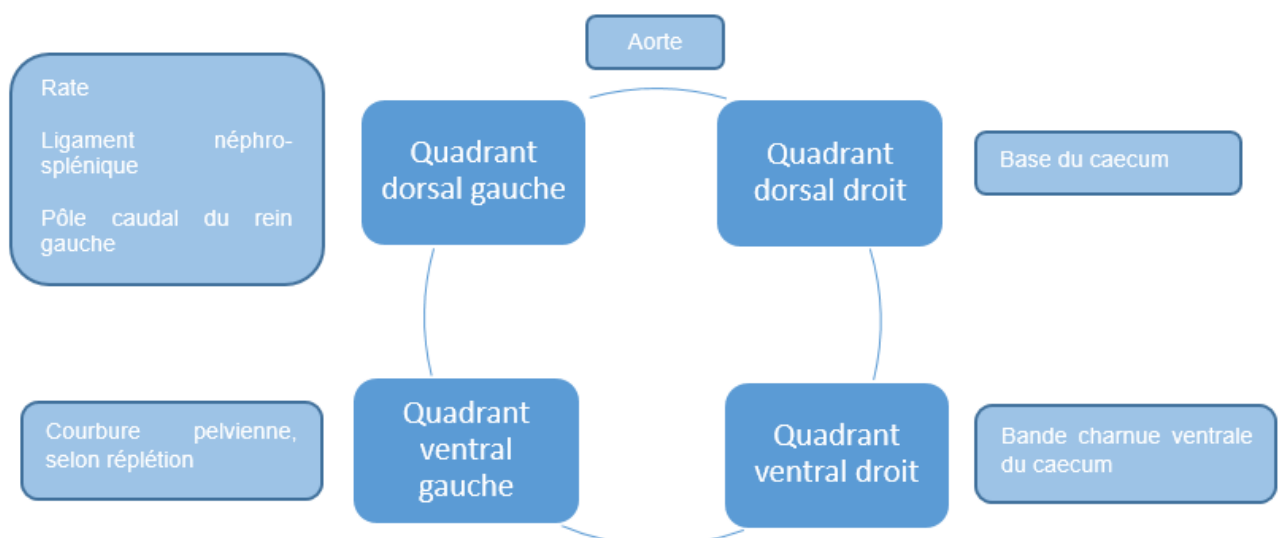 Aorte
Rate
Ligament néphro-
splénique
Pôle caudal du rein
gauche
Quadrant
dorsal gauche
Quadrant
dorsal droit
Base du caecum
Courbure pelvienne,
selon réplétion
Quadrant
ventral
gauche
Quadrant
ventral droit
Bande charnue ventrale
du caecum